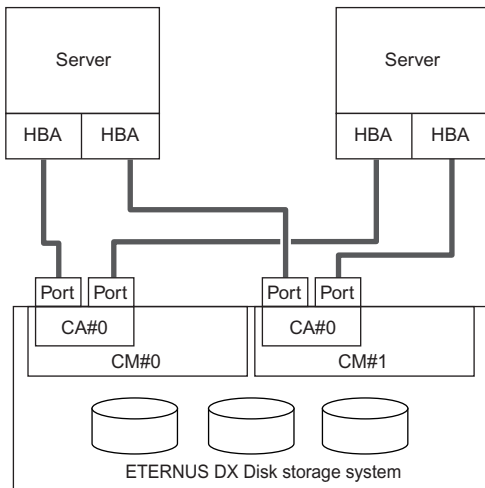 Server Server
HBA HBA HBA HBA
Port Port Port Port
CA#0 CA#0
CM#0 CM#1
ETERNUS DX Disk storage system